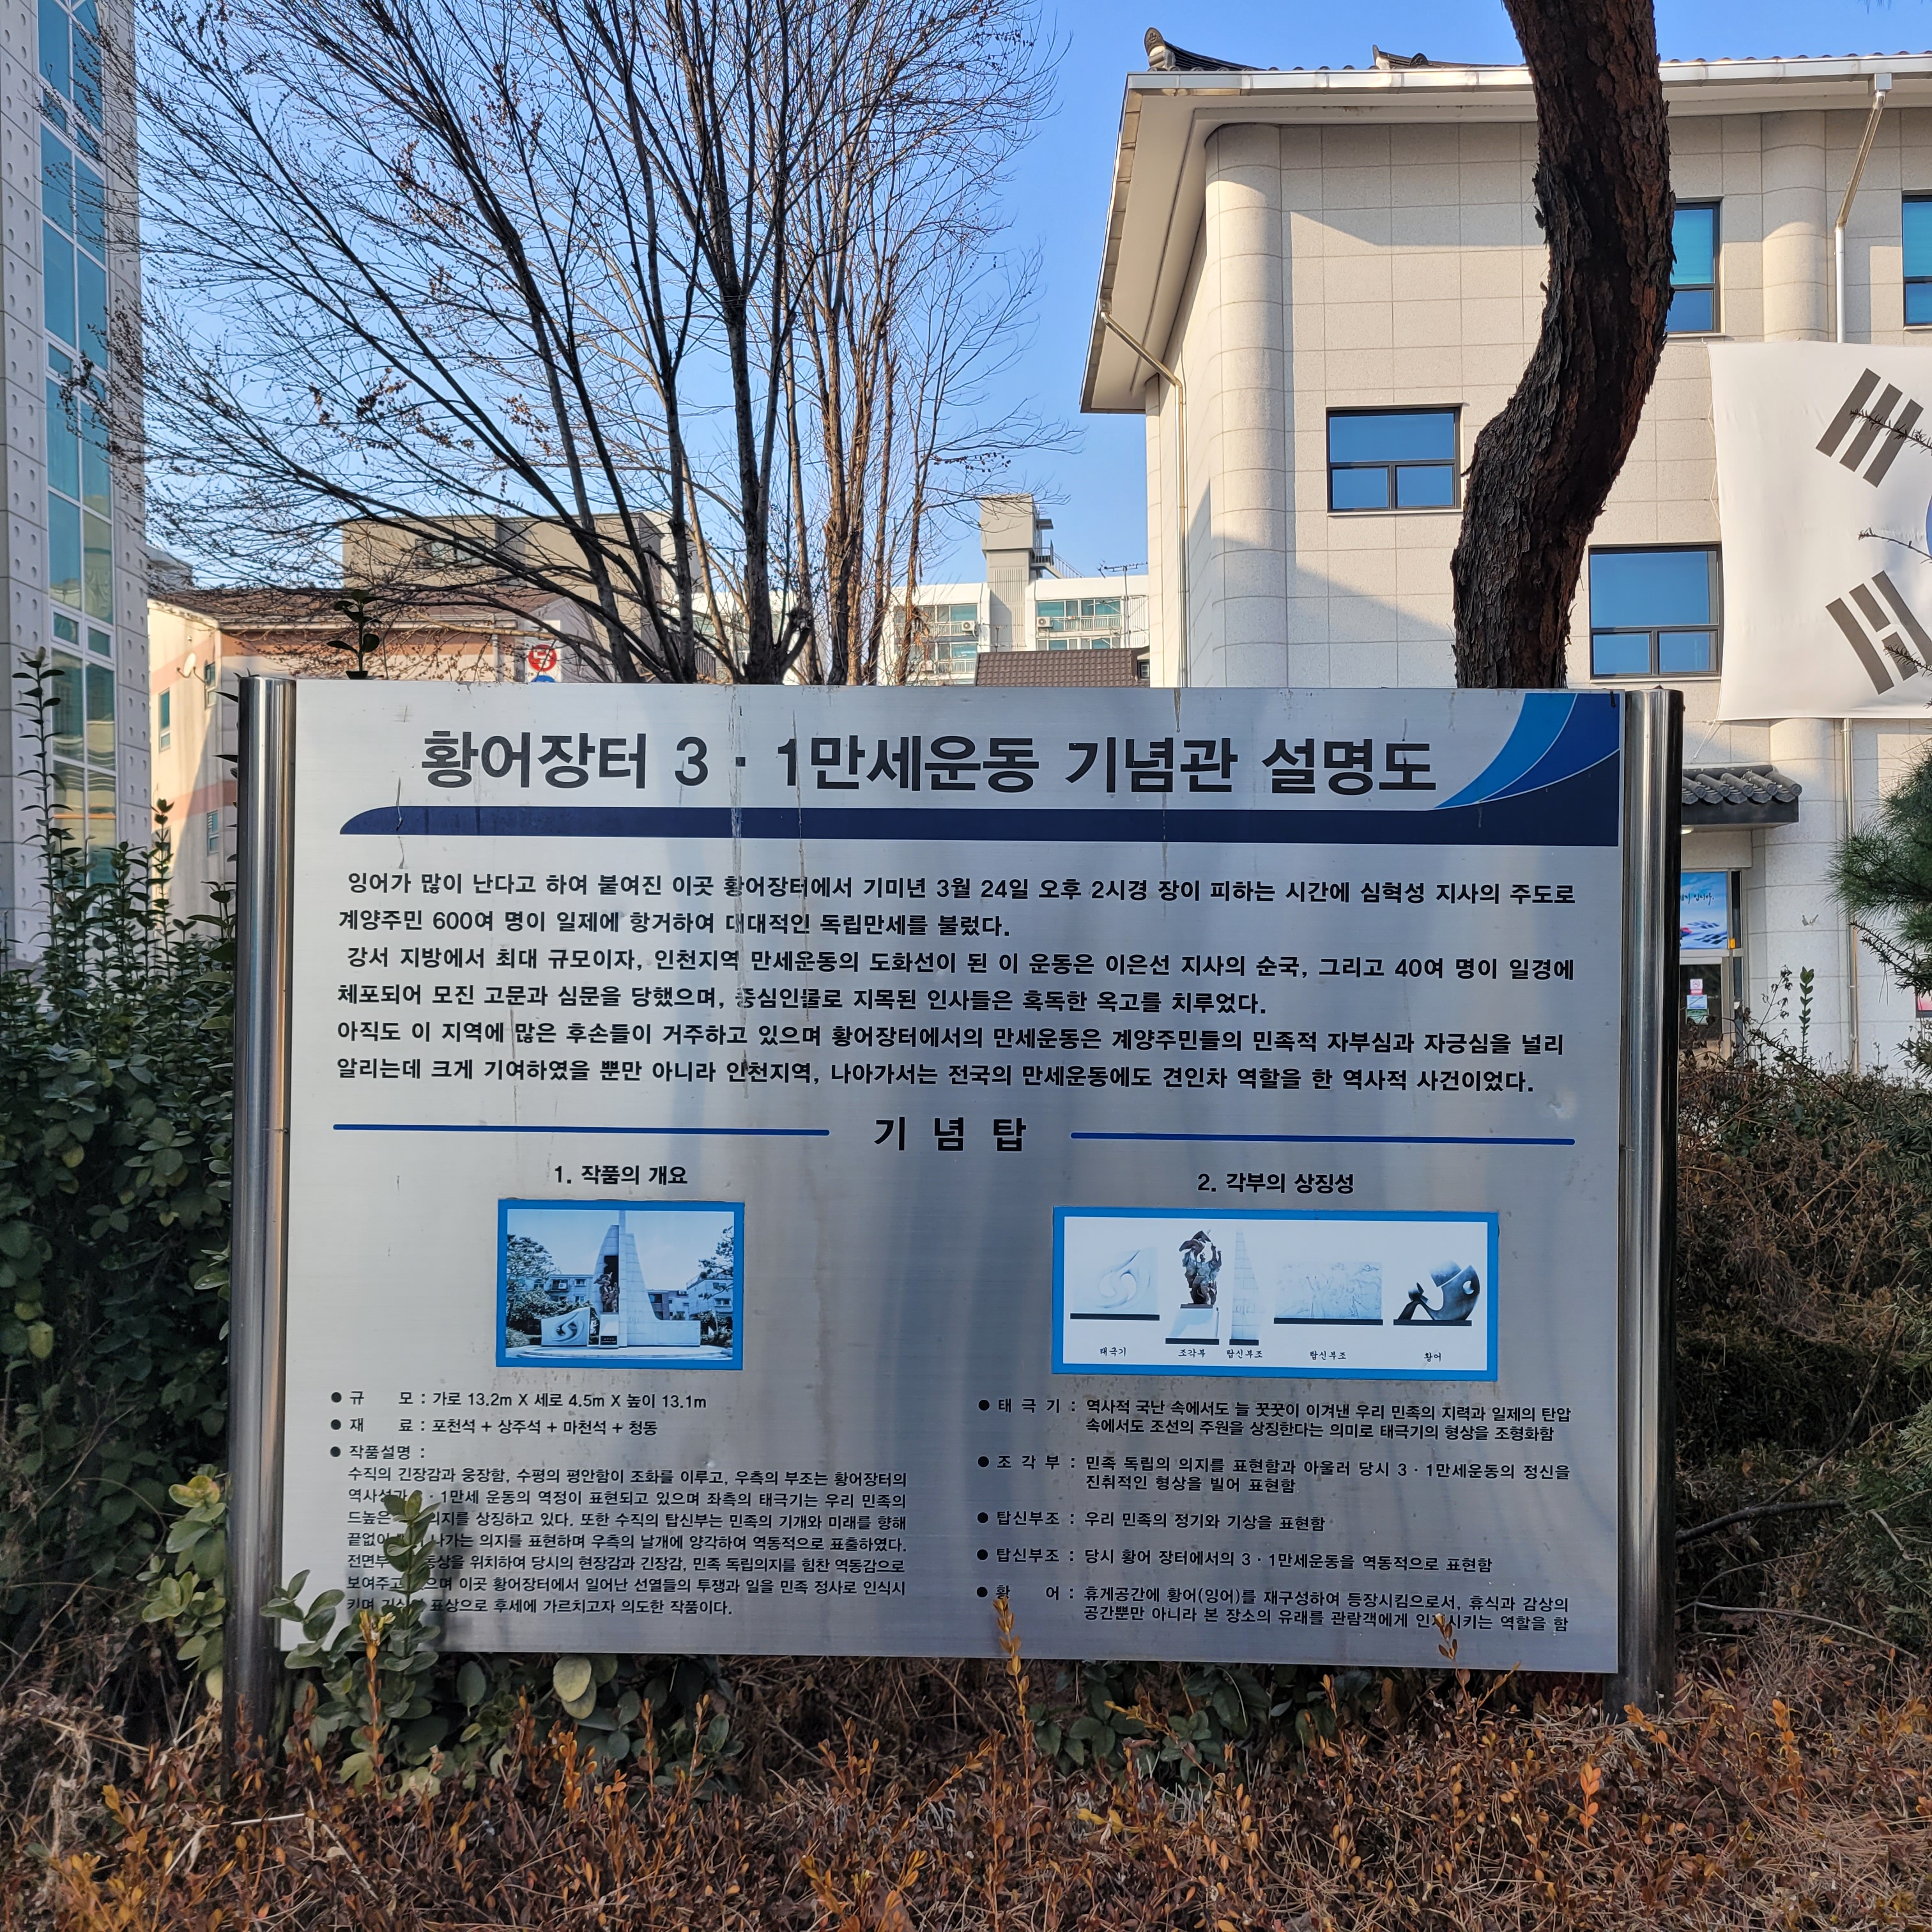 황어장터 3 · 1만세운동 기념관 설명도
잉어가 많이 난다고 하여 붙여진 이곳 황어장터에서 기미년 3월 24일 오후 2시경 장이 피하는 시간에 심혁성 지사의 주도로
계양주민 600여 명이 일제에 항거하여 대대적인 독립만세를 불렀다.
강서 지방에서 최대 규모이자, 인천지역 만세운동의 도화선이 된 이 운동은 이은선 지사의 순국, 그리고 40여 명이 일경에
체포되어 모진 고문과 심문을 당했으며, 중심인물로 지목된 인사들은 혹독한 옥고를 치루었다.
아직도 이 지역에 많은 후손들이 거주하고 있으며 황어장터에서의 만세운동은 계양주민들의 민족적 자부심과 자긍심을 널리
알리는데 크게 기여하였을 뿐만 아니라 인천지역, 나아가서는 전국의 만세운동에도 견인차 역할을 한 역사적 사건이었다.
기 념 탑
1. 작품의 개요
● 규 모 : 가로 13.2m X 세로 4.5m X 높이 13.1m
● 재 료 : 포천석 + 상주석 + 마천석 + 청동
● 작품설명 :
수직의 긴장감과 웅장함, 수평의 평안함이 조화를 이루고, 우측의 부조는 황어장터의
· 1만세 운동의 역정이 표현되고 있으며 좌측의 태극기는 우리 민족의
드높은 의지를 상징하고 있다. 또한 수직의 탑신부는 민족의 기개와 미래를 향해
끝없이 나가는 의지를 표현하며 우측의 날개에 양각하여 역동적으로 표출하였다.
위치하여 당시의 현장감과 긴장감, 민족 독립의지를 힘찬 역동감으로
이곳 황어장터에서 일어난 선열들의 투쟁과 일을 민족 정사로 인식시
키며 표상으로 후세에 가르치고자 의도한 작품이다.
2. 각부의 상징성
태극기 조각부 탑신부조 탑신부조 황어
● 태 극 기 : 역사적 국난 속에서도 늘 꿋꿋이 이겨낸 우리 민족의 지력과 일제의 탄압
속에서도 조선의 주원을 상징한다는 의미로 태극기의 형상을 조형화함
● 조 각 부 : 민족 독립의 의지를 표현함과 아울러 당시 3 · 1만세운동의 정신을
진취적인 형상을 빌어 표현함
● 탑신부조 : 우리 민족의 정기와 기상을 표현함
● 탑신부조 : 당시 황어 장터에서의 3 · 1만세운동을 역동적으로 표현함
● 황 어 : 휴게공간에 황어(잉어)를 재구성하여 등장시킴으로서, 휴식과 감상의
공간뿐만 아니라 본 장소의 유래를 관람객에게 인식시키는 역할을 함